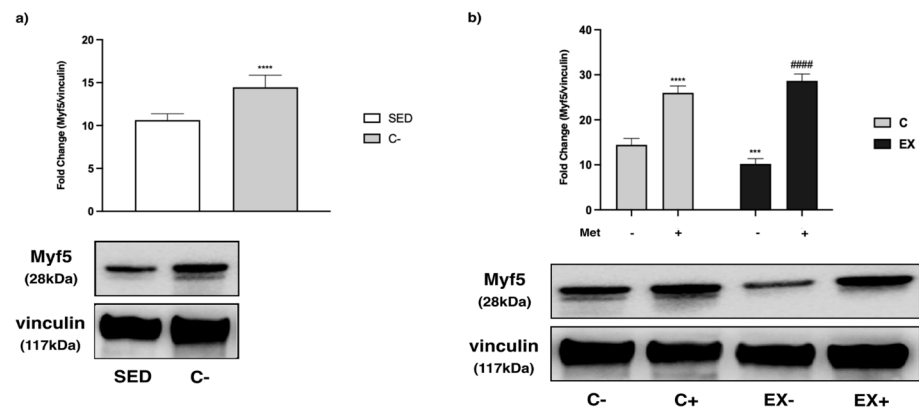 a)
20
15
10
5
0
Fold Change (Myf5/vinculin)
****
SED
C-
Myf5
(28kDa)
vinculin
(117kDa)
SED C-
b)
40
30
20
10
0
Fold Change (Myf5/vinculin)
**** *** ####
C
EX
Met - + - +
Myf5
(28kDa)
vinculin
(117kDa)
C- C+ EX- EX+